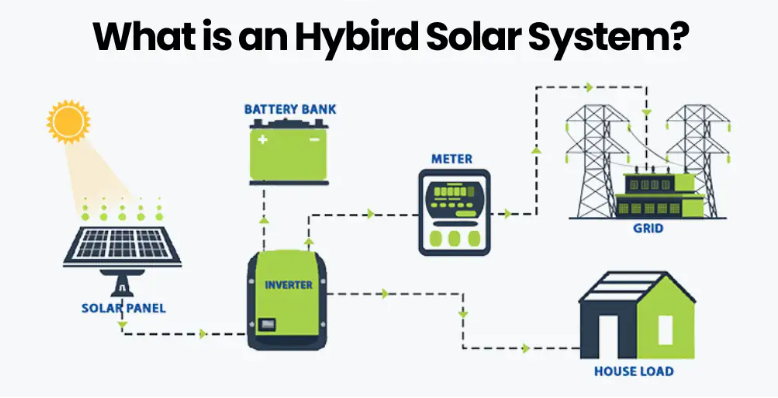 What is an Hybird Solar System?
BATTERY BANK
METER
GRID
INVERTER
SOLAR PANEL
HOUSE LOAD